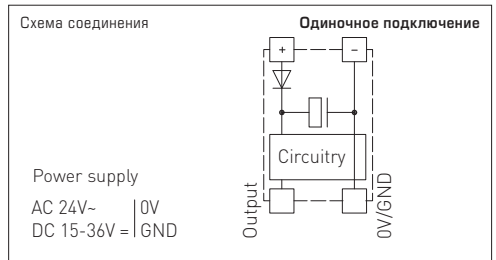 Схема соединения
Одиночное подключение
+ −
Circuitry
Power supply
AC 24V~ | 0V
DC 15-36V = | GND
Output
0V/GND